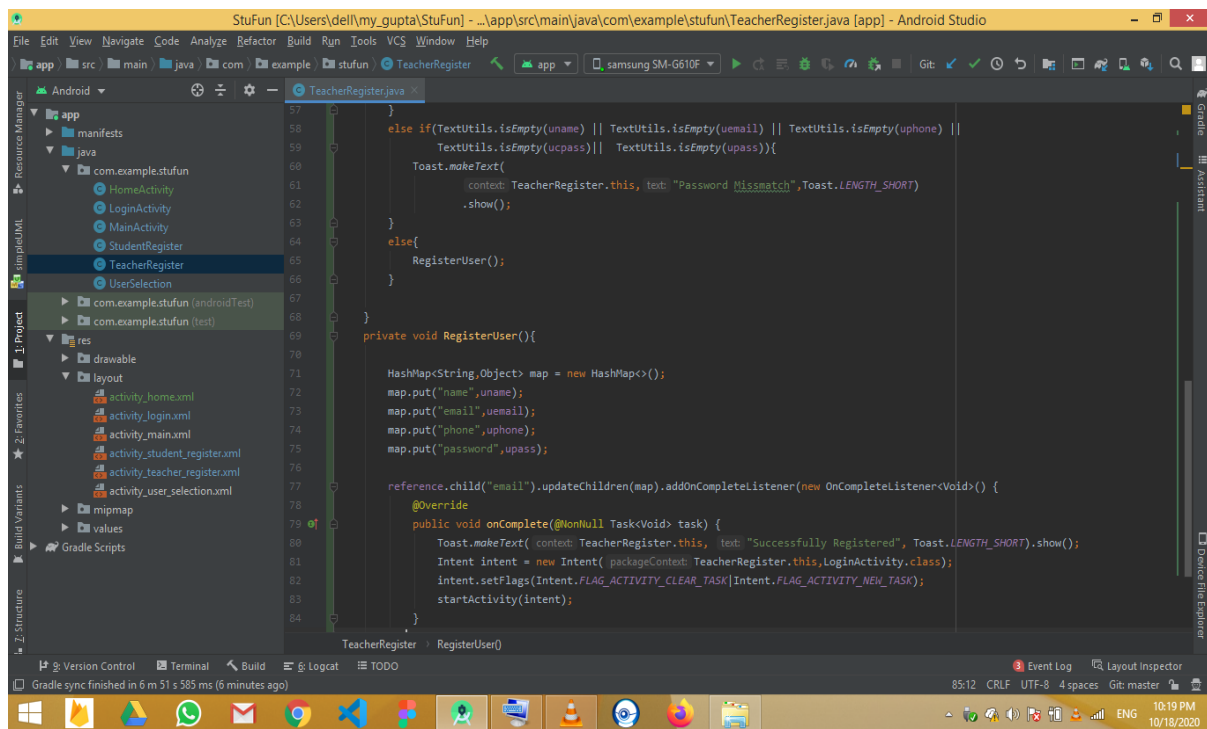 StuFun [C:\Users\dell\my_gupta\StuFun] - ...\app\src\main\java\com\example\stufun\TeacherRegister.java [app] - Android Studio
File Edit View Navigate Code Analyze Refactor Build Run Tools VCS Window Help
app src main java com example stufun TeacherRegister app samsung SM-G610F Git:
Android
TeacherRegister.java
Resource Manager
simpleUML
1: Project
2: Favorites
Build Variants
7: Structure
app
manifests
java
com.example.stufun
HomeActivity
LoginActivity
MainActivity
StudentRegister
TeacherRegister
UserSelection
com.example.stufun (androidTest)
com.example.stufun (test)
res
drawable
layout
activity_home.xml
activity_login.xml
activity_main.xml
activity_student_register.xml
activity_teacher_register.xml
activity_user_selection.xml
mipmap
values
Gradle Scripts
57 }
58 else if(TextUtils.isEmpty(uname) || TextUtils.isEmpty(uemail) || TextUtils.isEmpty(uphone) ||
59 TextUtils.isEmpty(ucpass)|| TextUtils.isEmpty(upass)){
60 Toast.makeText(
61 context: TeacherRegister.this, text: "Password Missmatch",Toast.LENGTH_SHORT)
62 .show();
63 }
64 else{
65 RegisterUser();
66 }
67
68 }
69 private void RegisterUser(){
70
71 HashMap<String,Object> map = new HashMap<>();
72 map.put("name",uname);
73 map.put("email",uemail);
74 map.put("phone",uphone);
75 map.put("password",upass);
76
77 reference.child("email").updateChildren(map).addOnCompleteListener(new OnCompleteListener<Void>() {
78 @Override
79 public void onComplete(@NonNull Task<Void> task) {
80 Toast.makeText( context: TeacherRegister.this, text: "Successfully Registered", Toast.LENGTH_SHORT).show();
81 Intent intent = new Intent( packageContext: TeacherRegister.this,LoginActivity.class);
82 intent.setFlags(Intent.FLAG_ACTIVITY_CLEAR_TASK|Intent.FLAG_ACTIVITY_NEW_TASK);
83 startActivity(intent);
84 }
TeacherRegister > RegisterUser()
Gradle
Assistant
Device File Explorer
9: Version Control Terminal Build 6: Logcat TODO 3 Event Log Layout Inspector
Gradle sync finished in 6 m 51 s 585 ms (6 minutes ago) 85:12 CRLF UTF-8 4 spaces Git: master
ENG
10:19 PM
10/18/2020